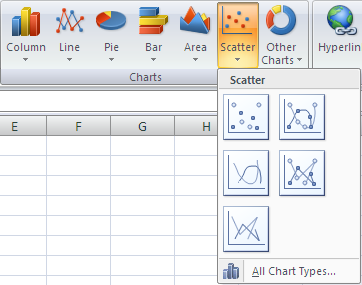 Column Line Pie Bar Area Scatter Other Charts Hyperlin
Charts
Scatter
E F G H
All Chart Types...